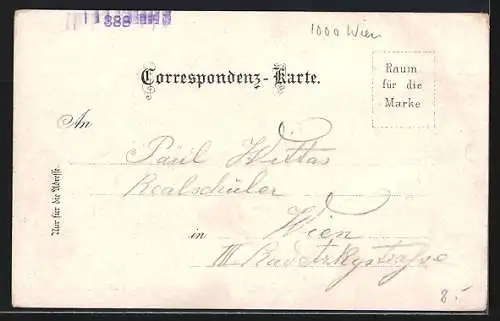 388
1000 Wien
Correspondenz-Karte.
Raum
für die
Marke
An
Paul Wittas
Realschüler
Nur für die Adresse.
in Wien
III Radetzkystrasse
8.-